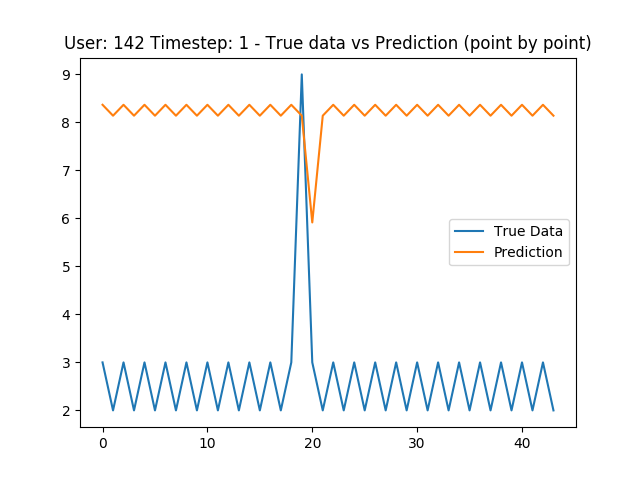 User: 142 Timestep: 1 - True data vs Prediction (point by point)
9
8
7
6
5
4
3
2
True Data
Prediction
0 10 20 30 40